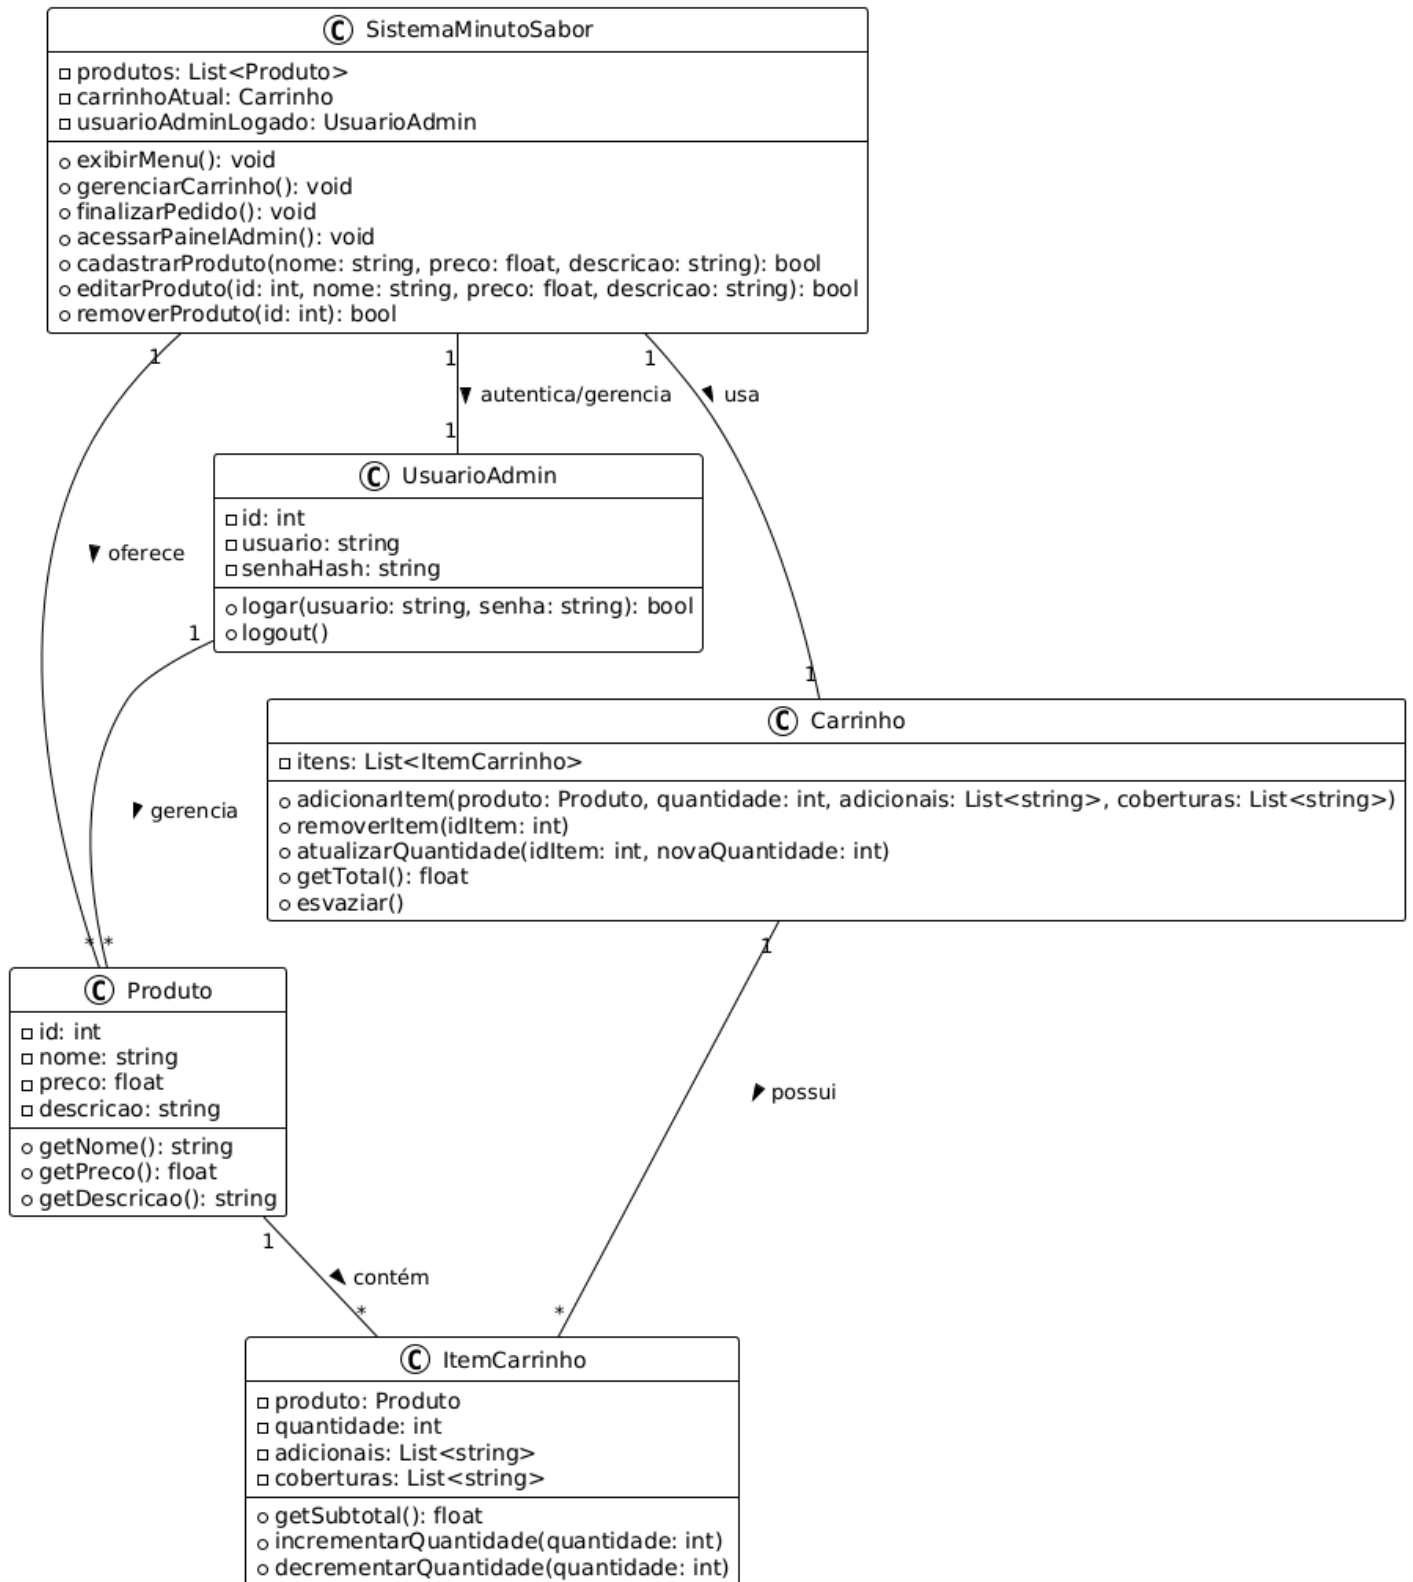 C SistemaMinutoSabor
produtos: List<Produto>
carrinhoAtual: Carrinho
usuarioAdminLogado: UsuarioAdmin
exibirMenu(): void
gerenciarCarrinho(): void
finalizarPedido(): void
acessarPainelAdmin(): void
cadastrarProduto(nome: string, preco: float, descricao: string): bool
editarProduto(id: int, nome: string, preco: float, descricao: string): bool
removerProduto(id: int): bool
1
1
1
autentica/gerencia
usa
1
C UsuarioAdmin
id: int
usuario: string
senhaHash: string
logar(usuario: string, senha: string): bool
logout()
oferece
1
1
C Carrinho
itens: List<ItemCarrinho>
adicionarItem(produto: Produto, quantidade: int, adicionais: List<string>, coberturas: List<string>)
removerItem(idItem: int)
atualizarQuantidade(idItem: int, novaQuantidade: int)
getTotal(): float
esvaziar()
gerencia
* *
1
C Produto
id: int
nome: string
preco: float
descricao: string
getNome(): string
getPreco(): float
getDescricao(): string
possui
1
contém
*
*
C ItemCarrinho
produto: Produto
quantidade: int
adicionais: List<string>
coberturas: List<string>
getSubtotal(): float
incrementarQuantidade(quantidade: int)
decrementarQuantidade(quantidade: int)